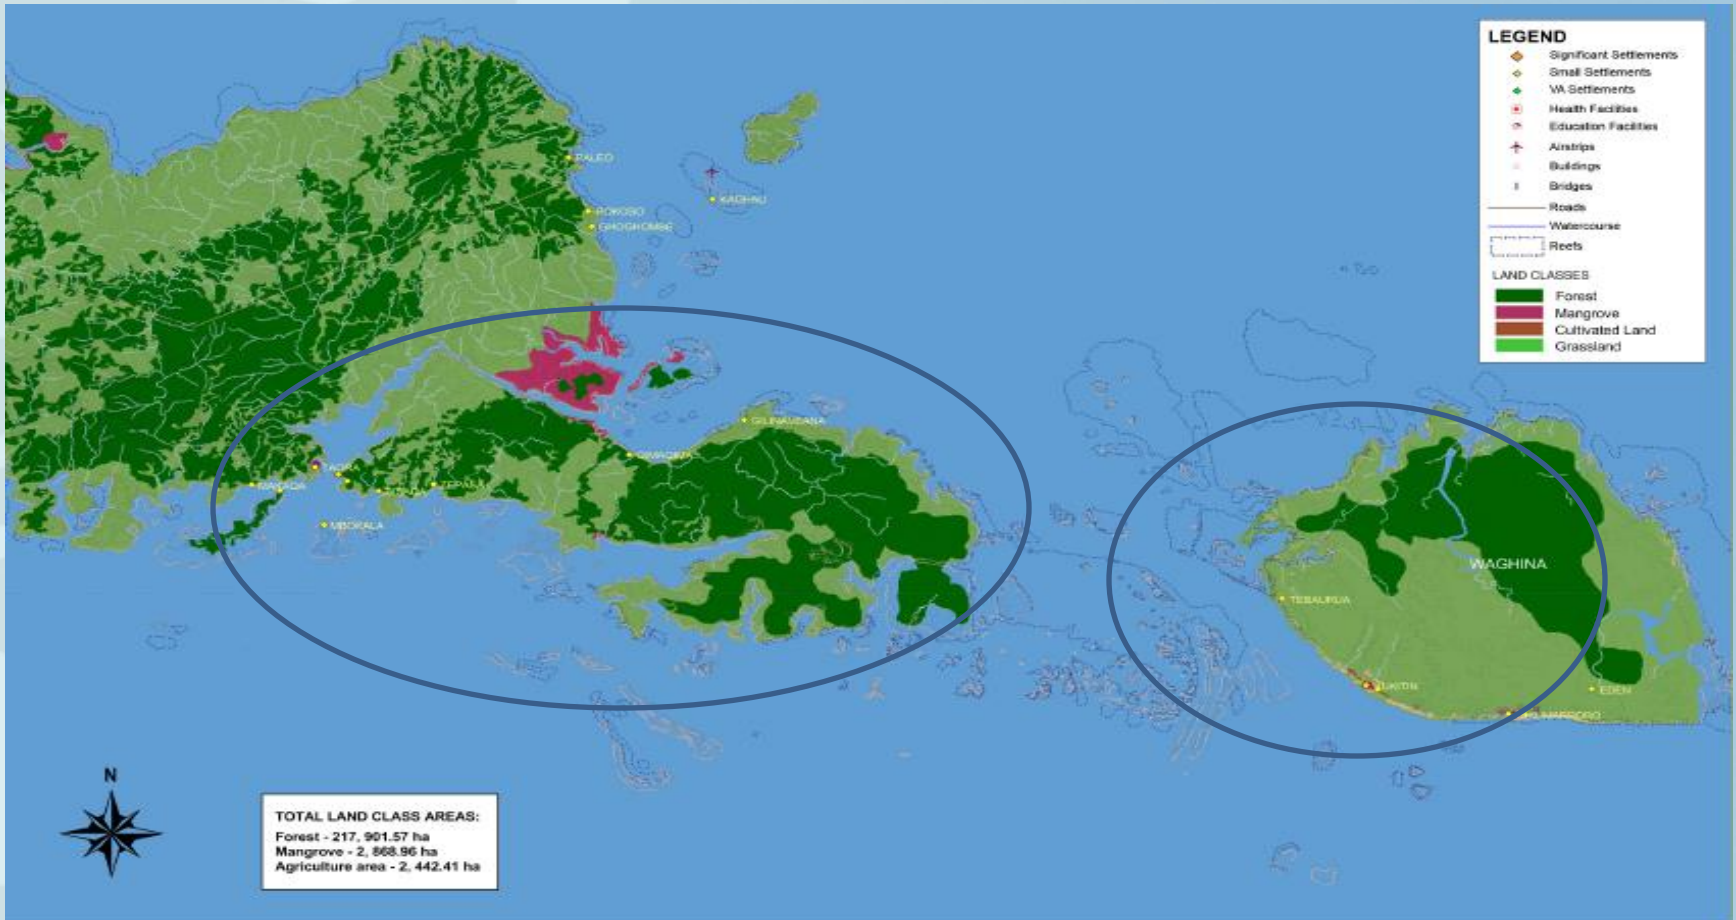 LEGEND
Significant Settlements
Small Settlements
VA Settlements
Health Facilities
Education Facilities
Airstrips
Buildings
Bridges
Roads
Watercourse
Reefs
LAND CLASSES
Forest
Mangrove
Cultivated Land
Grassland
PALEO
KAGHAU
GHOGHOMBE
TAORA
MBOKALA
WAGHINA
EDEN
N
TOTAL LAND CLASS AREAS:
Forest - 217, 901.57 ha
Mangrove - 2, 868.96 ha
Agriculture area - 2, 442.41 ha